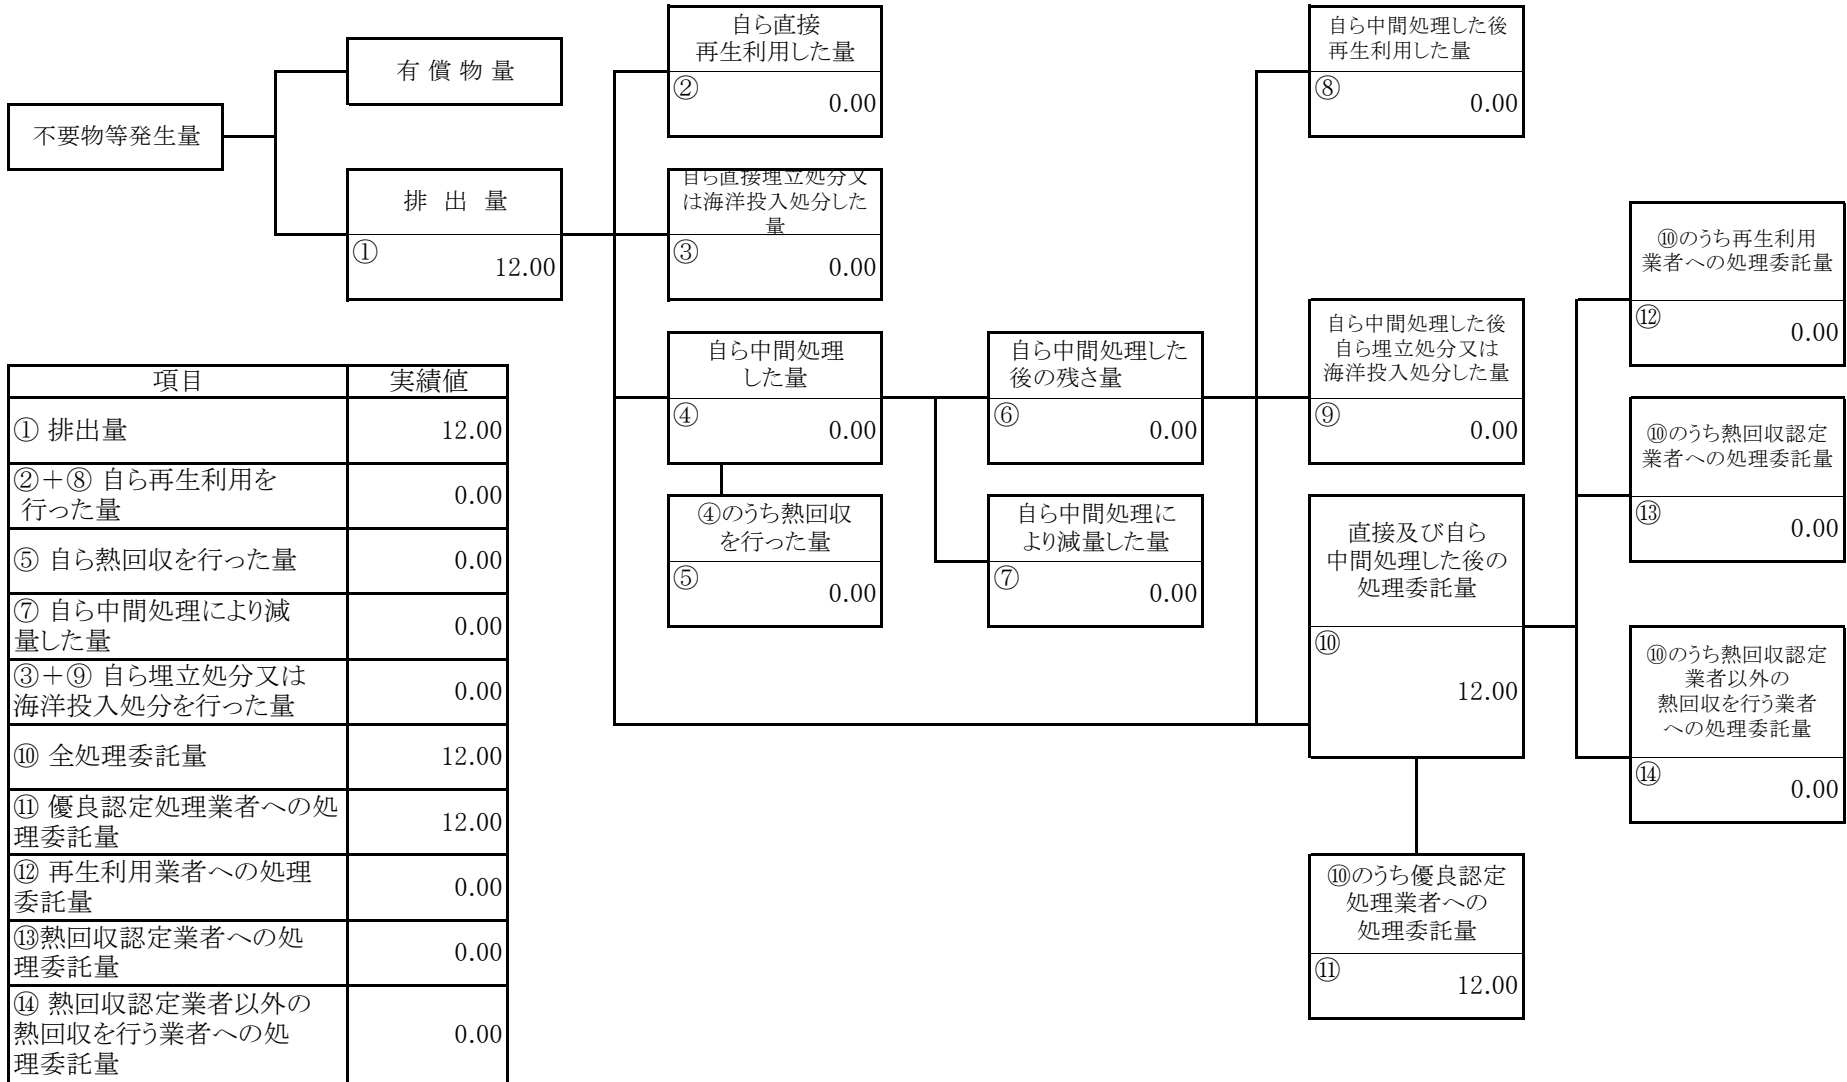 不要物等発生量
有 償 物 量
排 出 量
①
12.00
自ら直接
再生利用した量
②
0.00
自ら直接埋立処分又
は海洋投入処分した
量
③
0.00
自ら中間処理
した量
④
0.00
④のうち熱回収
を行った量
⑤
0.00
自ら中間処理した
後の残さ量
⑥
0.00
自ら中間処理に
より減量した量
⑦
0.00
自ら中間処理した後
再生利用した量
⑧
0.00
自ら中間処理した後
自ら埋立処分又は
海洋投入処分した量
⑨
0.00
直接及び自ら
中間処理した後の
処理委託量
⑩
12.00
⑩のうち優良認定
処理業者への
処理委託量
⑪
12.00
⑩のうち再生利用
業者への処理委託量
⑫
0.00
⑩のうち熱回収認定
業者への処理委託量
⑬
0.00
⑩のうち熱回収認定
業者以外の
熱回収を行う業者
への処理委託量
⑭
0.00
項目 実績値
① 排出量 12.00
②＋⑧ 自ら再生利用を
行った量 0.00
⑤ 自ら熱回収を行った量 0.00
⑦ 自ら中間処理により減
量した量 0.00
③＋⑨ 自ら埋立処分又は
海洋投入処分を行った量 0.00
⑩ 全処理委託量 12.00
⑪ 優良認定処理業者への処
理委託量 12.00
⑫ 再生利用業者への処理
委託量 0.00
⑬熱回収認定業者への処
理委託量 0.00
⑭ 熱回収認定業者以外の
熱回収を行う業者への処
理委託量 0.00